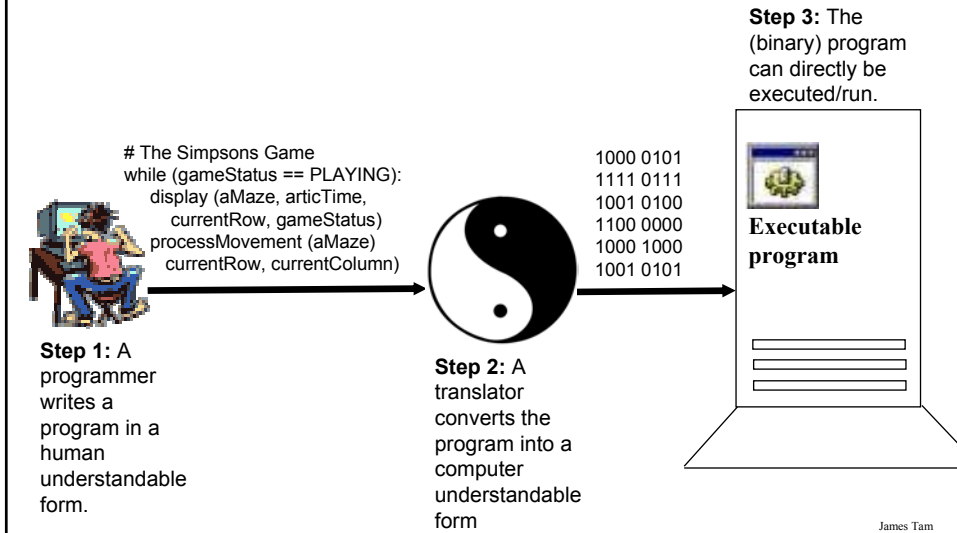 Step 1: A
programmer
writes a
program in a
human
understandable
form.
# The Simpsons Game
while (gameStatus == PLAYING):
display (aMaze, articTime,
currentRow, gameStatus)
processMovement (aMaze)
currentRow, currentColumn)
Step 2: A
translator
converts the
program into a
computer
understandable
form
1000 0101
1111 0111
1001 0100
1100 0000
1000 1000
1001 0101
Step 3: The
(binary) program
can directly be
executed/run.
Executable
program
James Tam